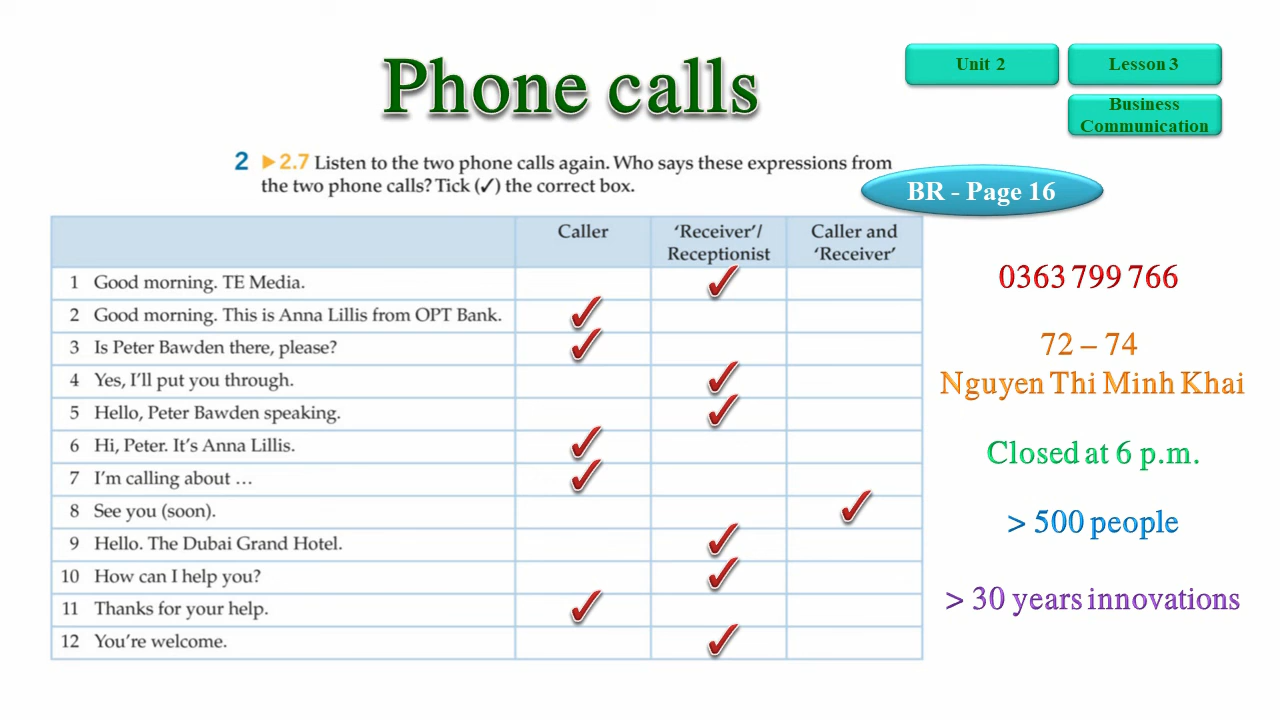 Phone calls
Unit 2
Lesson 3
Business
Communication
2 ▶ 2.7 Listen to the two phone calls again. Who says these expressions from
the two phone calls? Tick (✓) the correct box.
BR - Page 16
Caller
‘Receiver’/
Receptionist
Caller and
‘Receiver’
1 Good morning. TE Media. ✓
2 Good morning. This is Anna Lillis from OPT Bank. ✓
3 Is Peter Bawden there, please? ✓
4 Yes, I’ll put you through. ✓
5 Hello, Peter Bawden speaking. ✓
6 Hi, Peter. It’s Anna Lillis. ✓
7 I’m calling about … ✓
8 See you (soon). ✓
9 Hello. The Dubai Grand Hotel. ✓
10 How can I help you? ✓
11 Thanks for your help. ✓
12 You’re welcome. ✓
0363 799 766
72 – 74
Nguyen Thi Minh Khai
Closed at 6 p.m.
> 500 people
> 30 years innovations